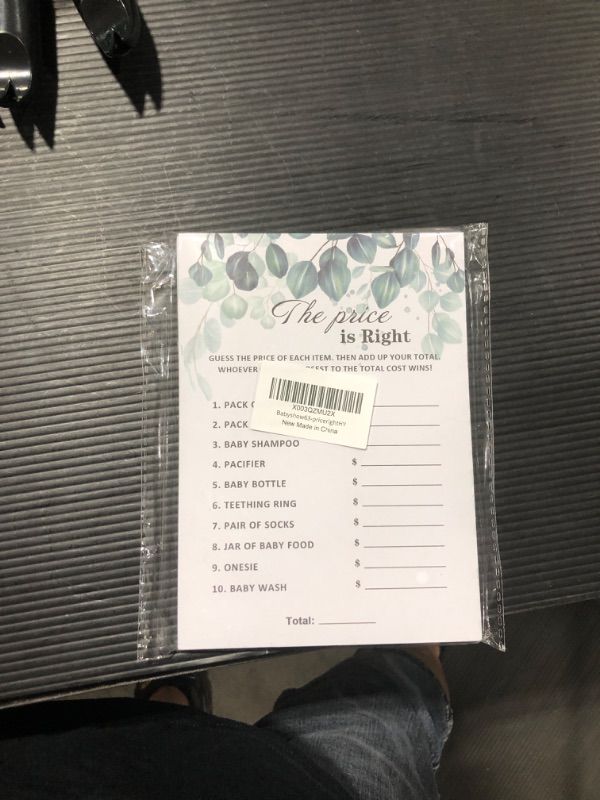 The price
is Right
GUESS THE PRICE OF EACH ITEM. THEN ADD UP YOUR TOTAL.
WHOEVER TO THE TOTAL COST WINS!
X003QZMU2X
Babyshow63-pricerightHY
New Made in China
1. PACK
2. PACK
3. BABY SHAMPOO
4. PACIFIER $
5. BABY BOTTLE $
6. TEETHING RING $
7. PAIR OF SOCKS $
8. JAR OF BABY FOOD $
9. ONESIE $
10. BABY WASH $
Total: